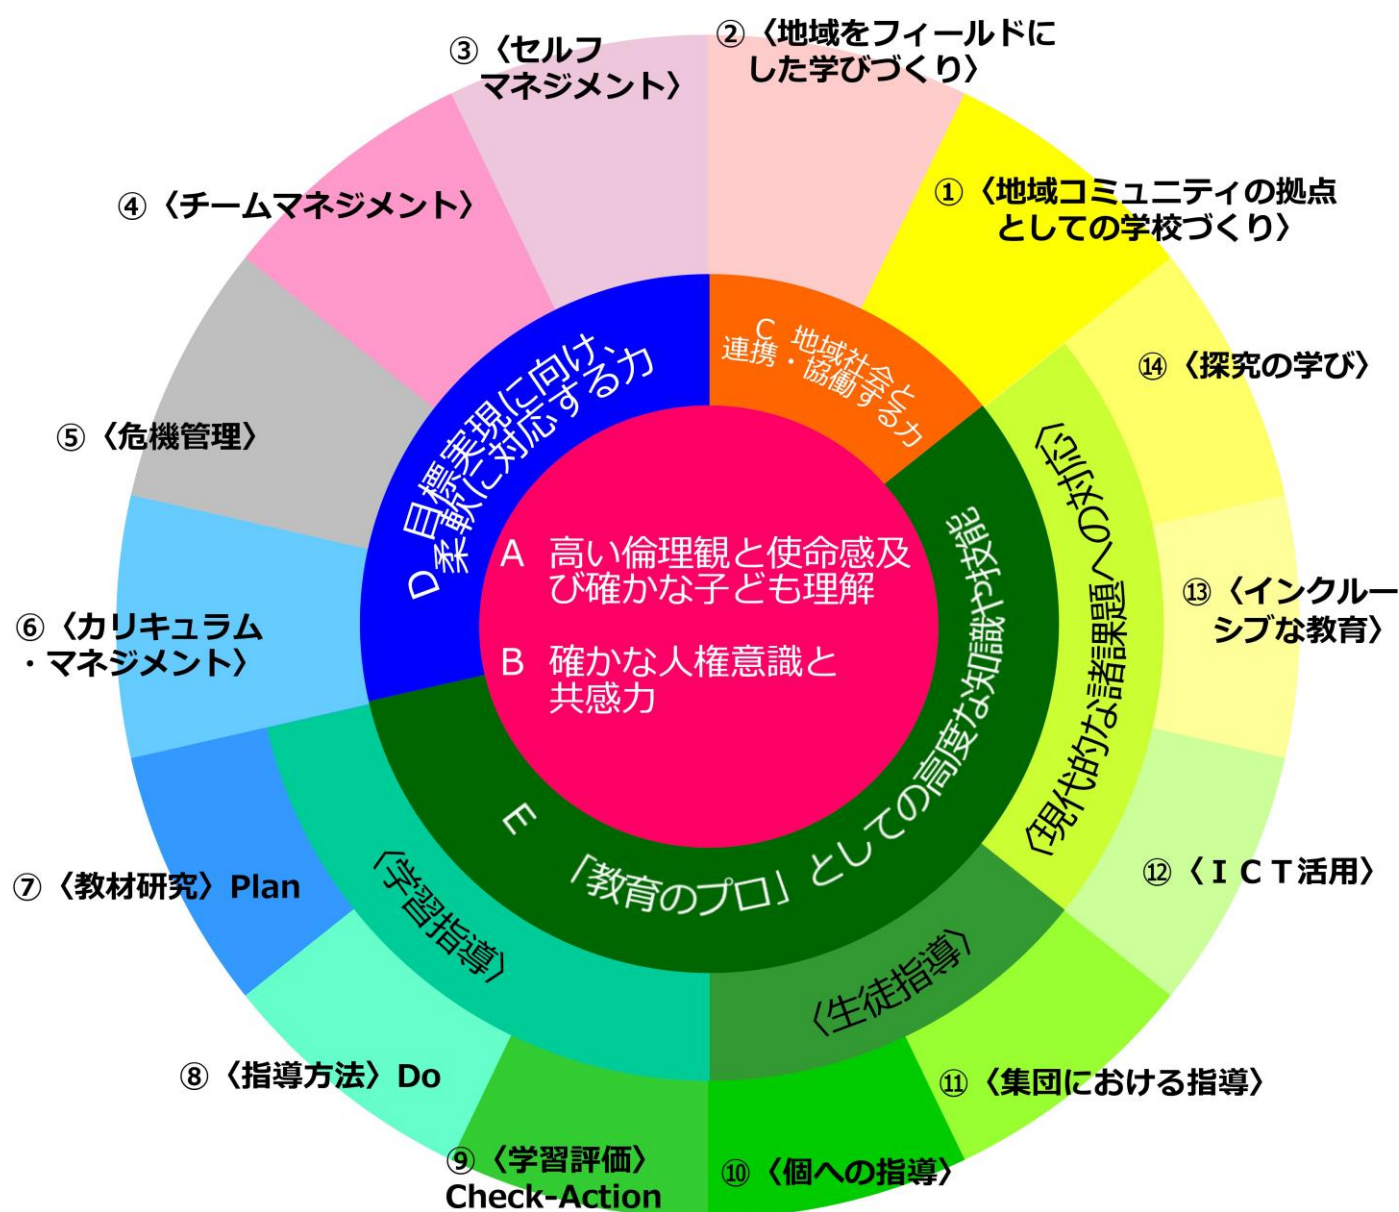 ③〈セルフ
マネジメント〉
②〈地域をフィールドに
した学びづくり〉
④〈チームマネジメント〉
①〈地域コミュニティの拠点
としての学校づくり〉
⑤〈危機管理〉
⑭〈探究の学び〉
⑥〈カリキュラム
・マネジメント〉
⑬〈インクルー
シブな教育〉
⑦〈教材研究〉Plan
⑫〈ＩＣＴ活用〉
⑧〈指導方法〉Do
⑪〈集団における指導〉
⑨〈学習評価〉
Check-Action
⑩〈個への指導〉
D 目標実現に向け、
柔軟に対応する力
C 地域社会と
連携・協働する力
A 高い倫理観と使命感及
び確かな子ども理解
B 確かな人権意識と
共感力
E 「教育のプロ」としての高度な知識や技能
〈現代的な諸課題への対応〉
〈学習指導〉
〈生徒指導〉